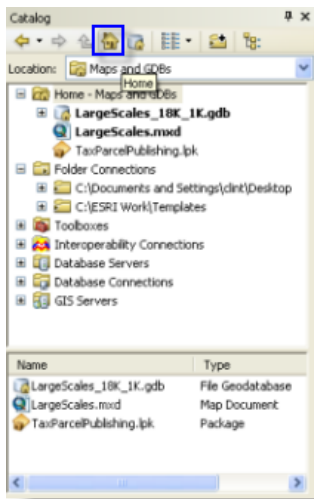 Catalog
Location: Maps and GDBs
Home
Home - Maps and GDBs
LargeScales_18K_1K.gdb
LargeScales.mxd
TaxParcelPublishing.lpk
Folder Connections
C:\Documents and Settings\clint\Desktop
C:\ESRI Work\Templates
Toolboxes
Interoperability Connections
Database Servers
Database Connections
GIS Servers
Name Type
LargeScales_18K_1K.gdb File Geodatabase
LargeScales.mxd Map Document
TaxParcelPublishing.lpk Package